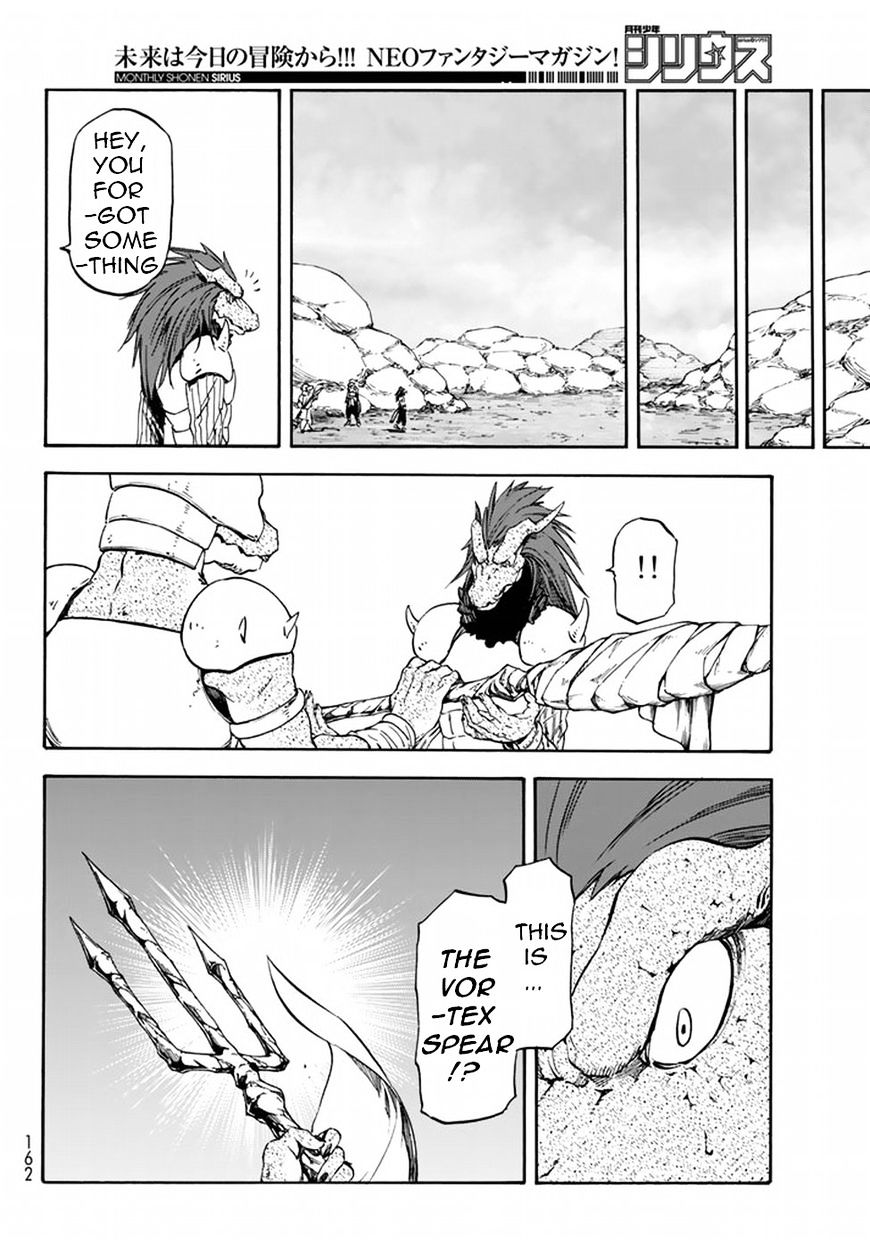 未来は今日の冒険から!!! NEOファンタジーマガジン!
月刊少年
シリウス
MONTHLY SHONEN SIRIUS
HEY,
YOU
FOR
-GOT
SOME
-THING
!!
THIS
IS
...
THE
VOR
-TEX
SPEAR
!?
162